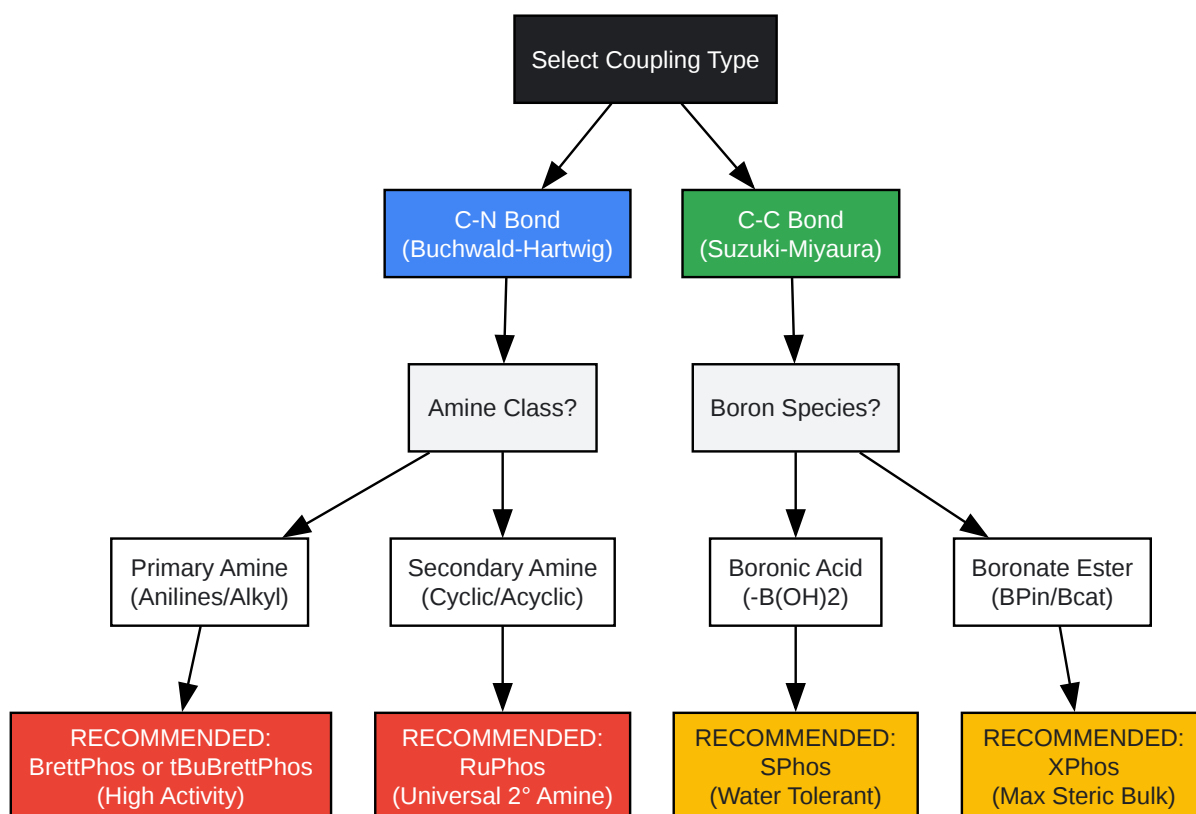 Select Coupling Type
C-N Bond
(Buchwald-Hartwig)
C-C Bond
(Suzuki-Miyaura)
Amine Class?
Boron Species?
Primary Amine
(Anilines/Alkyl)
Secondary Amine
(Cyclic/Acyclic)
Boronic Acid
(-B(OH)2)
Boronate Ester
(BPin/Bcat)
RECOMMENDED:
BrettPhos or tBuBrettPhos
(High Activity)
RECOMMENDED:
RuPhos
(Universal 2° Amine)
RECOMMENDED:
SPhos
(Water Tolerant)
RECOMMENDED:
XPhos
(Max Steric Bulk)